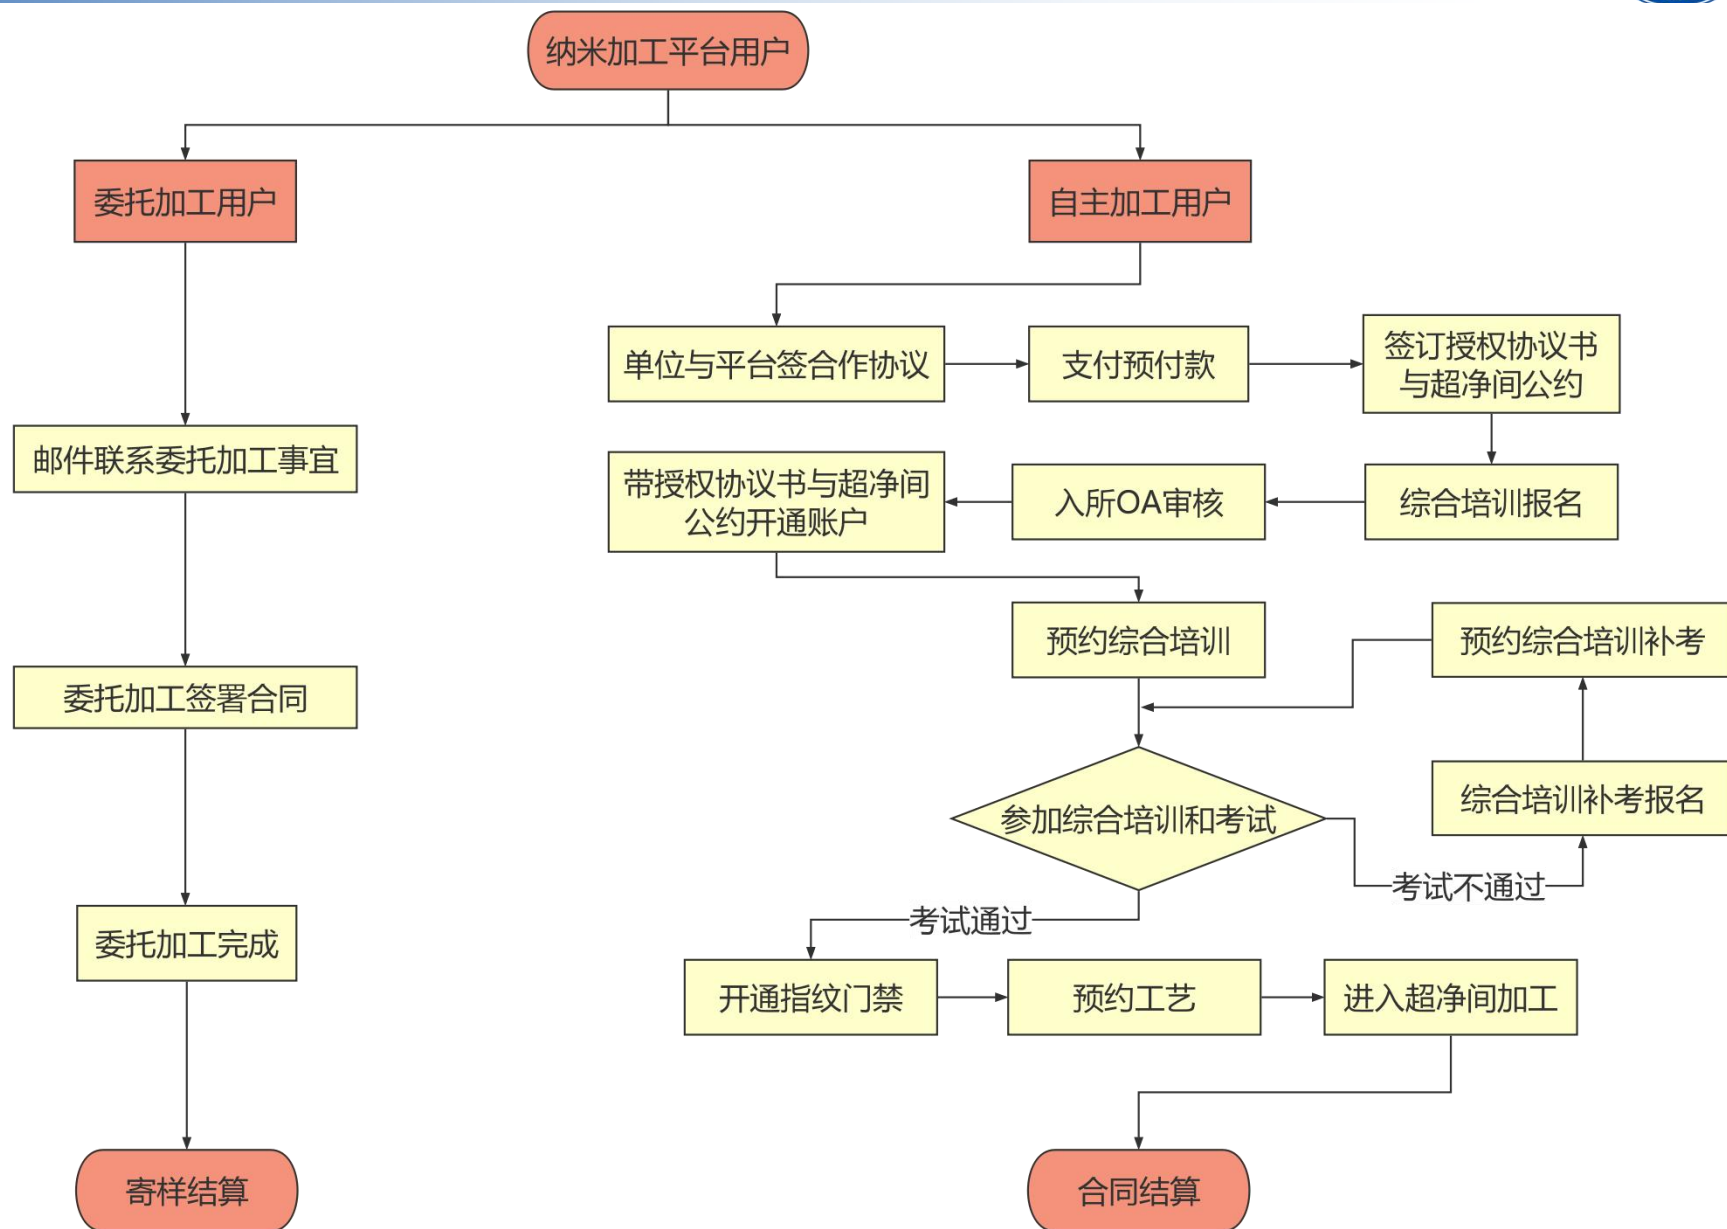 纳米加工平台用户
委托加工用户
自主加工用户
单位与平台签合作协议
支付预付款
签订授权协议书
与超净间公约
邮件联系委托加工事宜
带授权协议书与超净间
公约开通账户
入所OA审核
综合培训报名
预约综合培训
预约综合培训补考
委托加工签署合同
参加综合培训和考试
综合培训补考报名
考试不通过
考试通过
委托加工完成
开通指纹门禁
预约工艺
进入超净间加工
寄样结算
合同结算